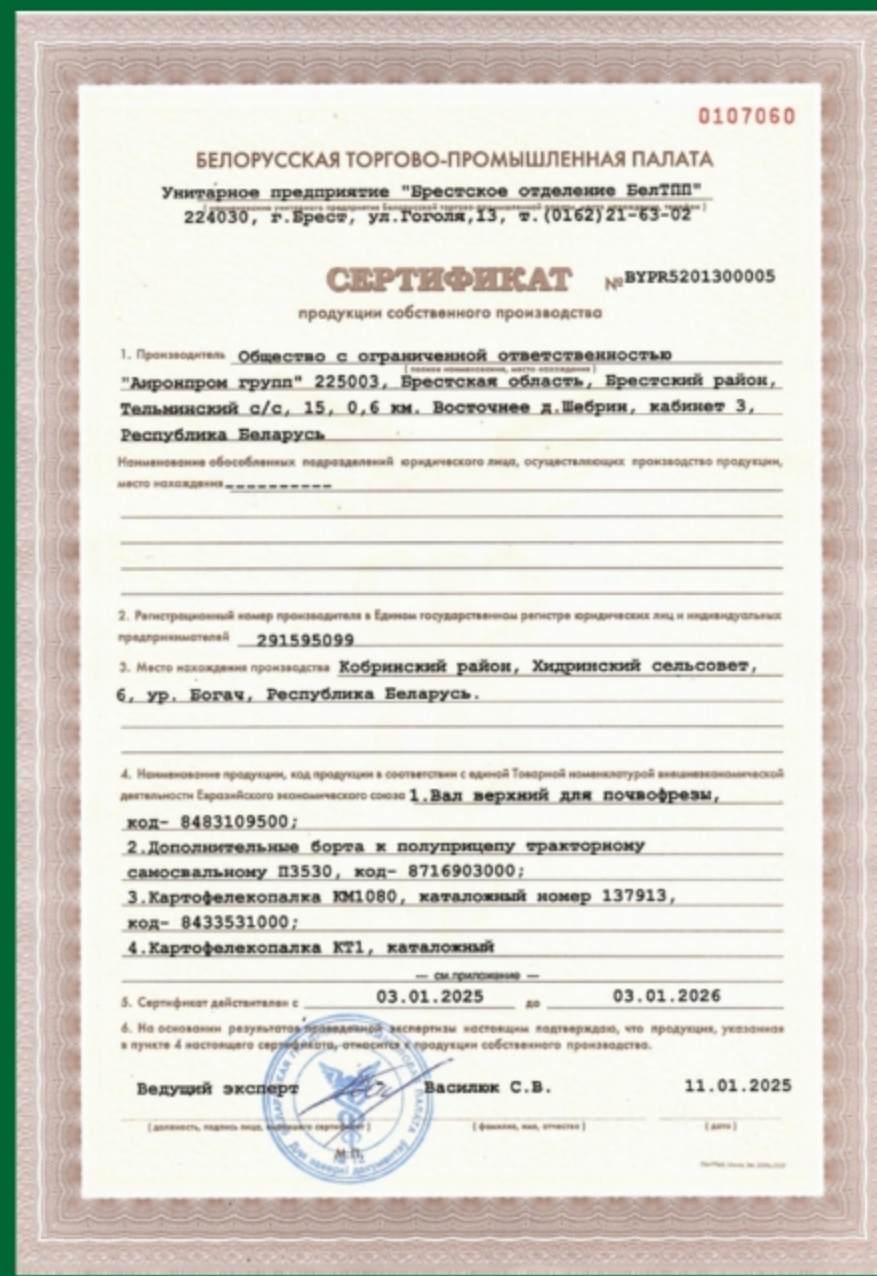 0107060
БЕЛОРУССКАЯ ТОРГОВО-ПРОМЫШЛЕННАЯ ПАЛАТА
Унитарное предприятие "Брестское отделение БелТПП"
224030, г.Брест, ул.Гоголя,13, т.(0162)21-63-02
СЕРТИФИКАТ №BYPR5201300005
продукции собственного производства
1. Производитель Общество с ограниченной ответственностью
(полное наименование, место нахождения)
"Аиронпром групп" 225003, Брестская область, Брестский район,
Тельминский с/с, 15, 0,6 км. Восточнее д.Шебрин, кабинет 3,
Республика Беларусь
Наименование обособленных подразделений юридического лица, осуществляющих производство продукции,
место нахождения ----------
2. Регистрационный номер производителя в Едином государственном регистре юридических лиц и индивидуальных
предпринимателей 291595099
3. Место нахождения производства Кобринский район, Хидринский сельсовет,
6, ур. Богач, Республика Беларусь.
4. Наименование продукции, код продукции в соответствии с единой Товарной номенклатурой внешнеэкономической
деятельности Евразийского экономического союза 1.Вал верхний для почвофрезы,
код- 8483109500;
2.Дополнительные борта к полуприцепу тракторному
самосвальному П3530, код- 8716903000;
3.Картофелекопалка КМ1080, каталожный номер 137913,
код- 8433531000;
4.Картофелекопалка КТ1, каталожный
— см.приложение —
5. Сертификат действителен с 03.01.2025 до 03.01.2026
6. На основании результатов проведенной экспертизы настоящим подтверждаю, что продукция, указанная
в пункте 4 настоящего сертификата, относится к продукции собственного производства.
Ведущий эксперт Василюк С.В. 11.01.2025
(должность, подпись лица, сертификат) (фамилия, имя, отчество) (дата)
М.П.